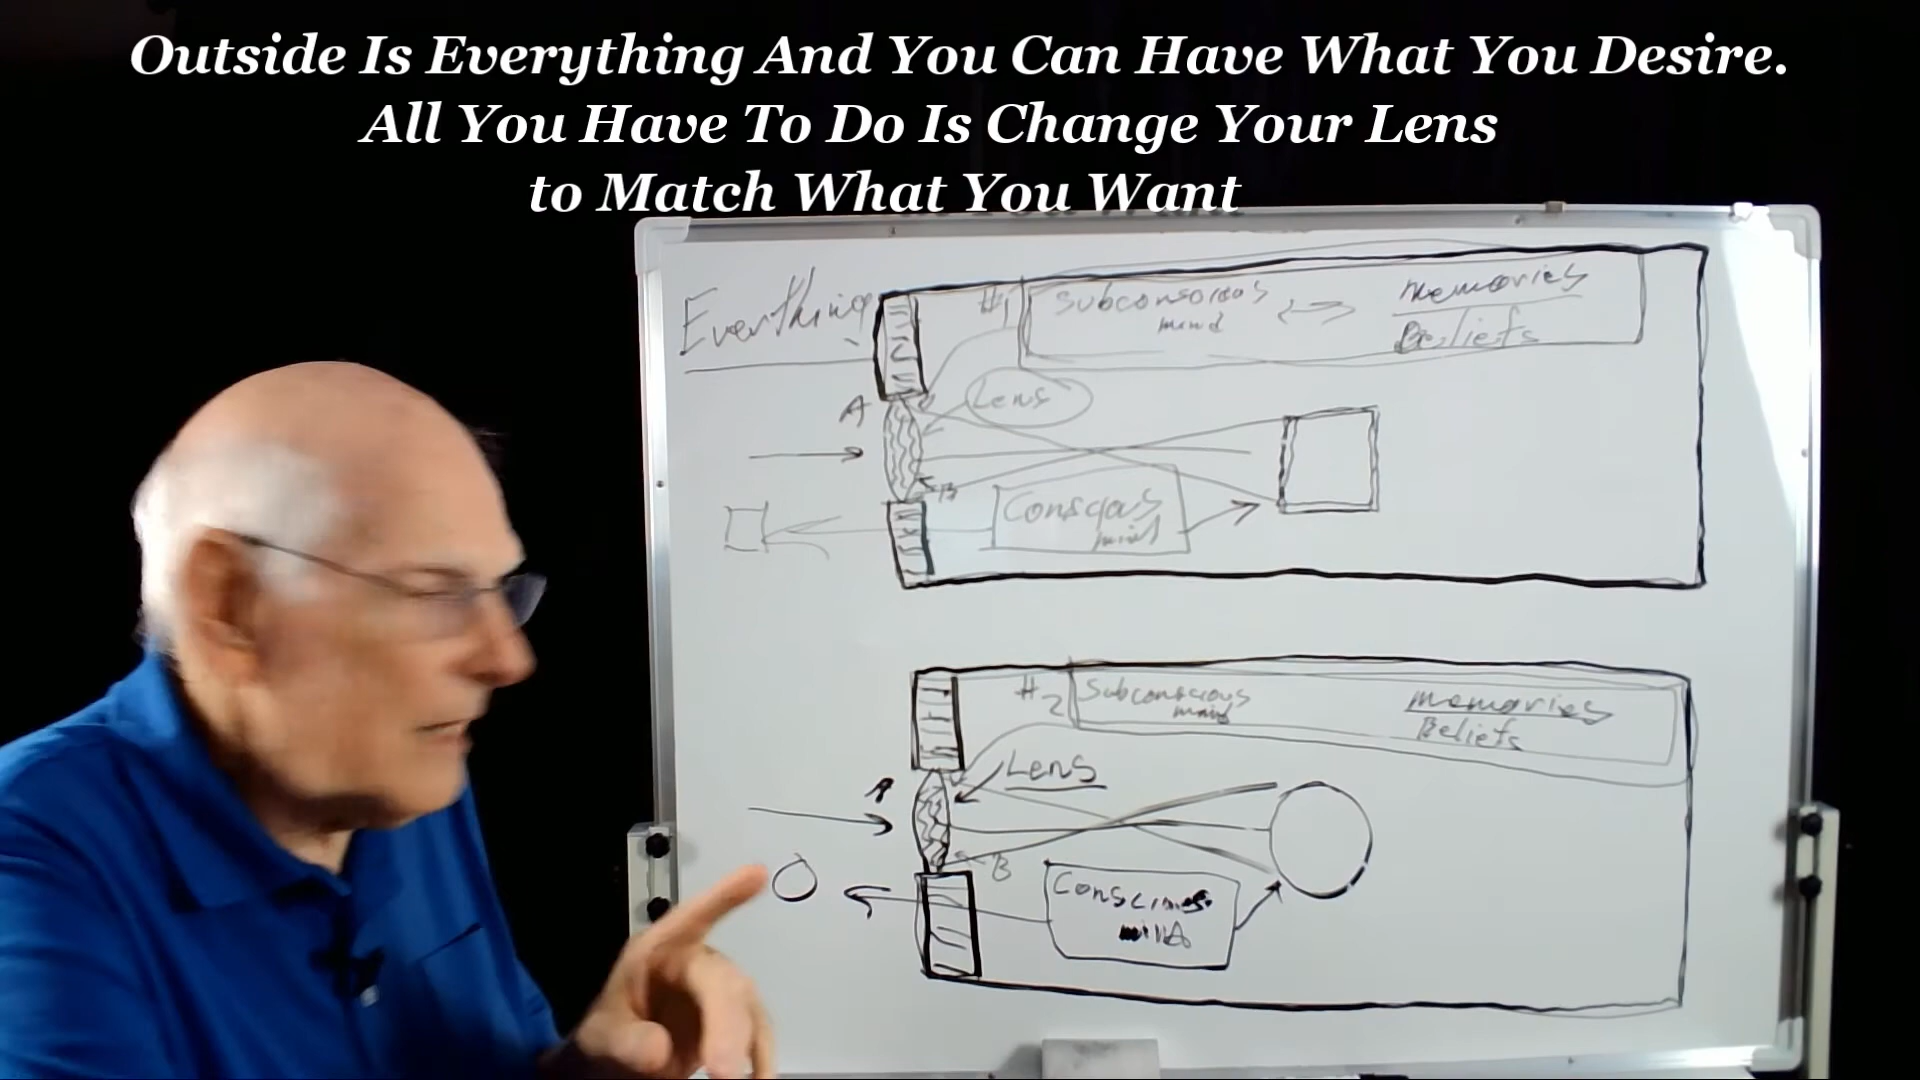 Outside Is Everything And You Can Have What You Desire.
All You Have To Do Is Change Your Lens
to Match What You Want
Everything
#1
Subconscious
mind
memories
Beliefs
A
Lens
B
Conscious
mind
#2
Subconscious
mind
memories
Beliefs
A
Lens
B
Conscious
mind